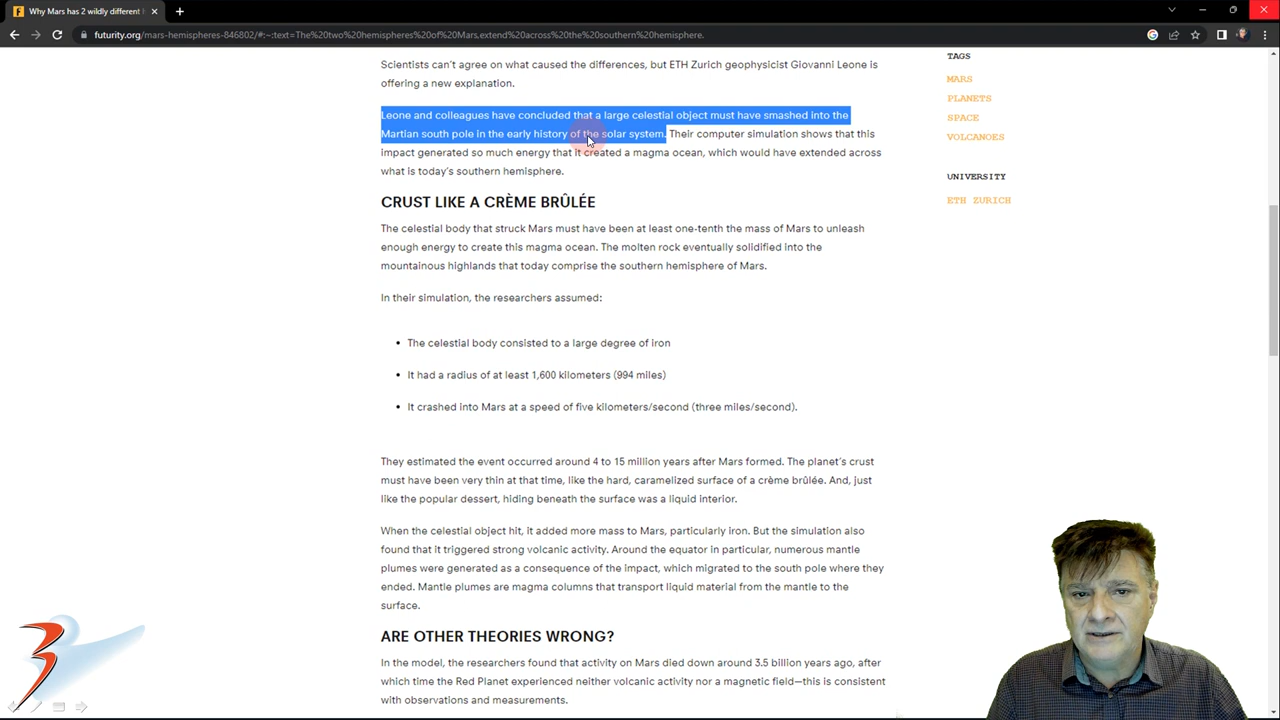 Why Mars has 2 wildly different
futurity.org/mars-hemispheres-846802/#:~:text=The%20two%20hemispheres%20of%20Mars,extend%20across%20the%20southern%20hemisphere.
Scientists can't agree on what caused the differences, but ETH Zurich geophysicist Giovanni Leone is
offering a new explanation.
Leone and colleagues have concluded that a large celestial object must have smashed into the
Martian south pole in the early history of the solar system. Their computer simulation shows that this
impact generated so much energy that it created a magma ocean, which would have extended across
what is today's southern hemisphere.
CRUST LIKE A CRÈME BRÛLÉE
The celestial body that struck Mars must have been at least one-tenth the mass of Mars to unleash
enough energy to create this magma ocean. The molten rock eventually solidified into the
mountainous highlands that today comprise the southern hemisphere of Mars.
In their simulation, the researchers assumed:
• The celestial body consisted to a large degree of iron
• It had a radius of at least 1,600 kilometers (994 miles)
• It crashed into Mars at a speed of five kilometers/second (three miles/second).
They estimated the event occurred around 4 to 15 million years after Mars formed. The planet's crust
must have been very thin at that time, like the hard, caramelized surface of a crème brûlée. And, just
like the popular dessert, hiding beneath the surface was a liquid interior.
When the celestial object hit, it added more mass to Mars, particularly iron. But the simulation also
found that it triggered strong volcanic activity. Around the equator in particular, numerous mantle
plumes were generated as a consequence of the impact, which migrated to the south pole where they
ended. Mantle plumes are magma columns that transport liquid material from the mantle to the
surface.
ARE OTHER THEORIES WRONG?
In the model, the researchers found that activity on Mars died down around 3.5 billion years ago, after
which time the Red Planet experienced neither volcanic activity nor a magnetic field—this is consistent
with observations and measurements.
TAGS
MARS
PLANETS
SPACE
VOLCANOES
UNIVERSITY
ETH ZURICH